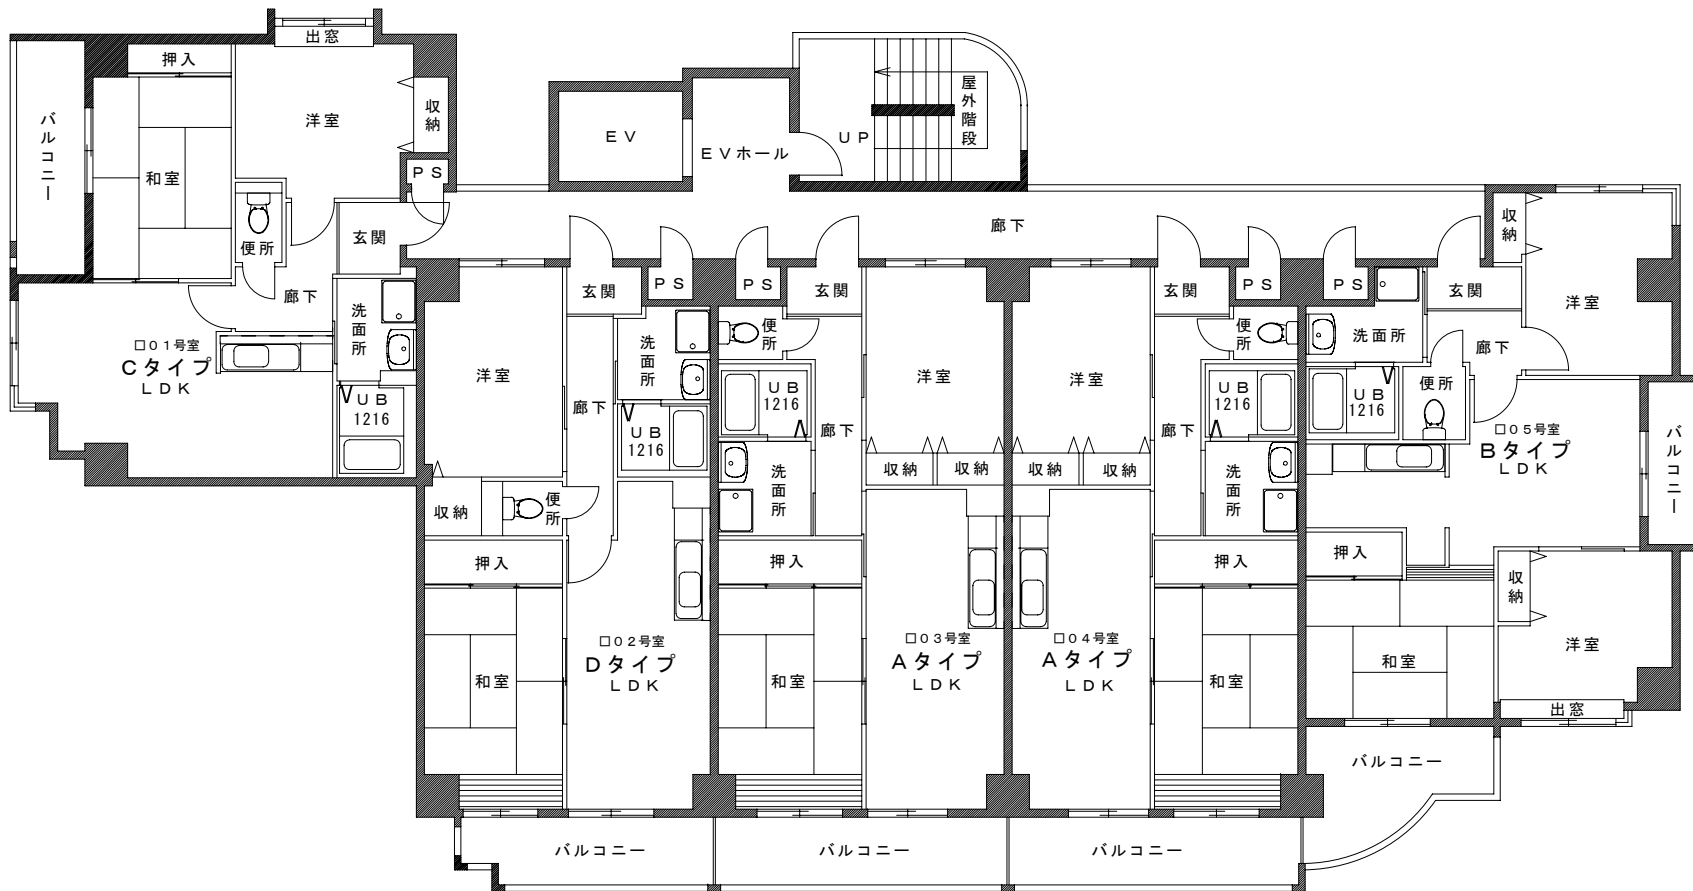 出窓
押入
バルコニー
洋室
収納
和室
PS
便所
玄関
廊下
洗面所
□01号室
Cタイプ
LDK
UB
1216
EV
EVホール
UP
屋外階段
廊下
玄関
PS
洋室
洗面所
廊下
UB
1216
収納
便所
押入
□02号室
Dタイプ
LDK
和室
バルコニー
PS
玄関
便所
洋室
UB
1216
廊下
収納
収納
洗面所
押入
□03号室
Aタイプ
LDK
和室
バルコニー
玄関
PS
便所
洋室
UB
1216
廊下
収納
収納
洗面所
押入
□04号室
Aタイプ
LDK
和室
バルコニー
収納
PS
玄関
洋室
洗面所
廊下
便所
UB
1216
□05号室
Bタイプ
LDK
バルコニー
押入
収納
和室
洋室
出窓
バルコニー